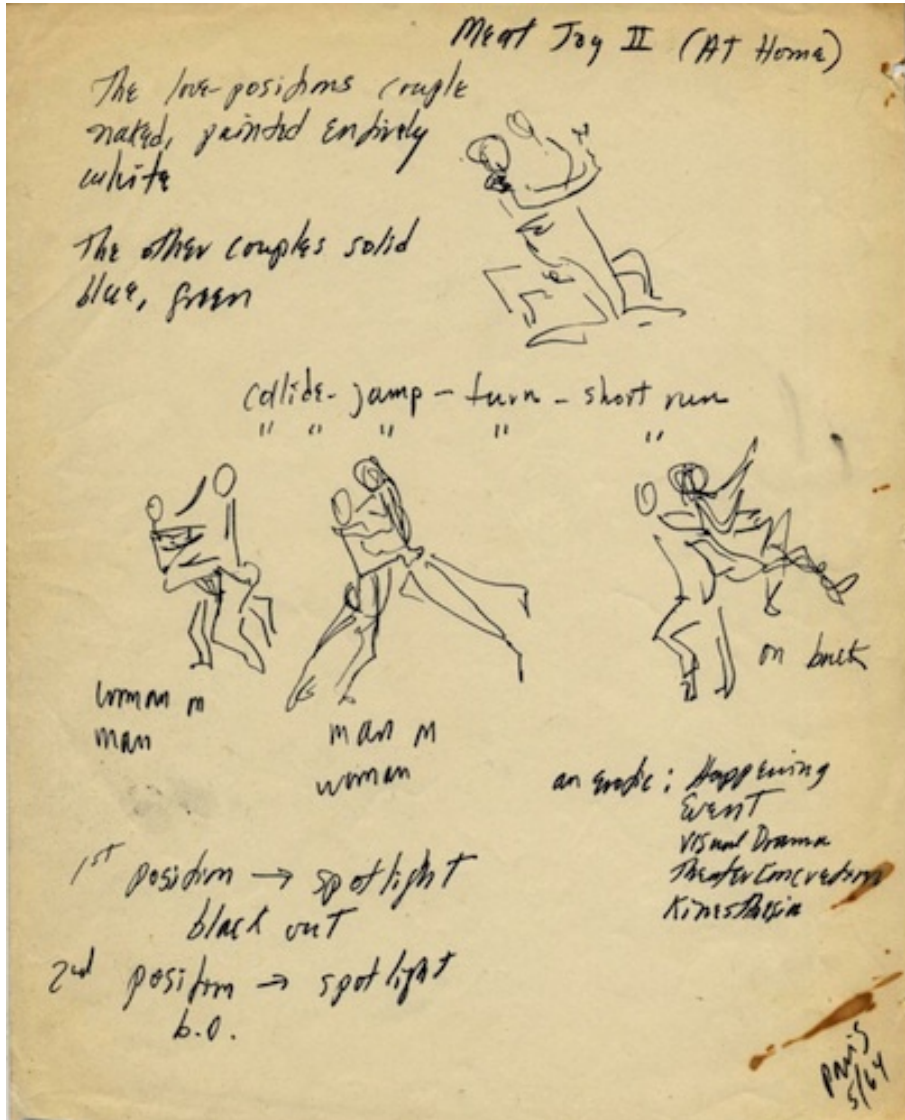 Meat Joy II (At Home)
The love-positions couple
naked, painted entirely
white
The other couples solid
blue, green
collide - jump - turn - short run
" " " " "
woman on
man
man on
woman
on back
an erotic : Happening
Event
Visual Drama
Theater Concretion
Kinesthesia
1st position → spotlight
black out
2nd position → spotlight
b.o.
Paris
5/64